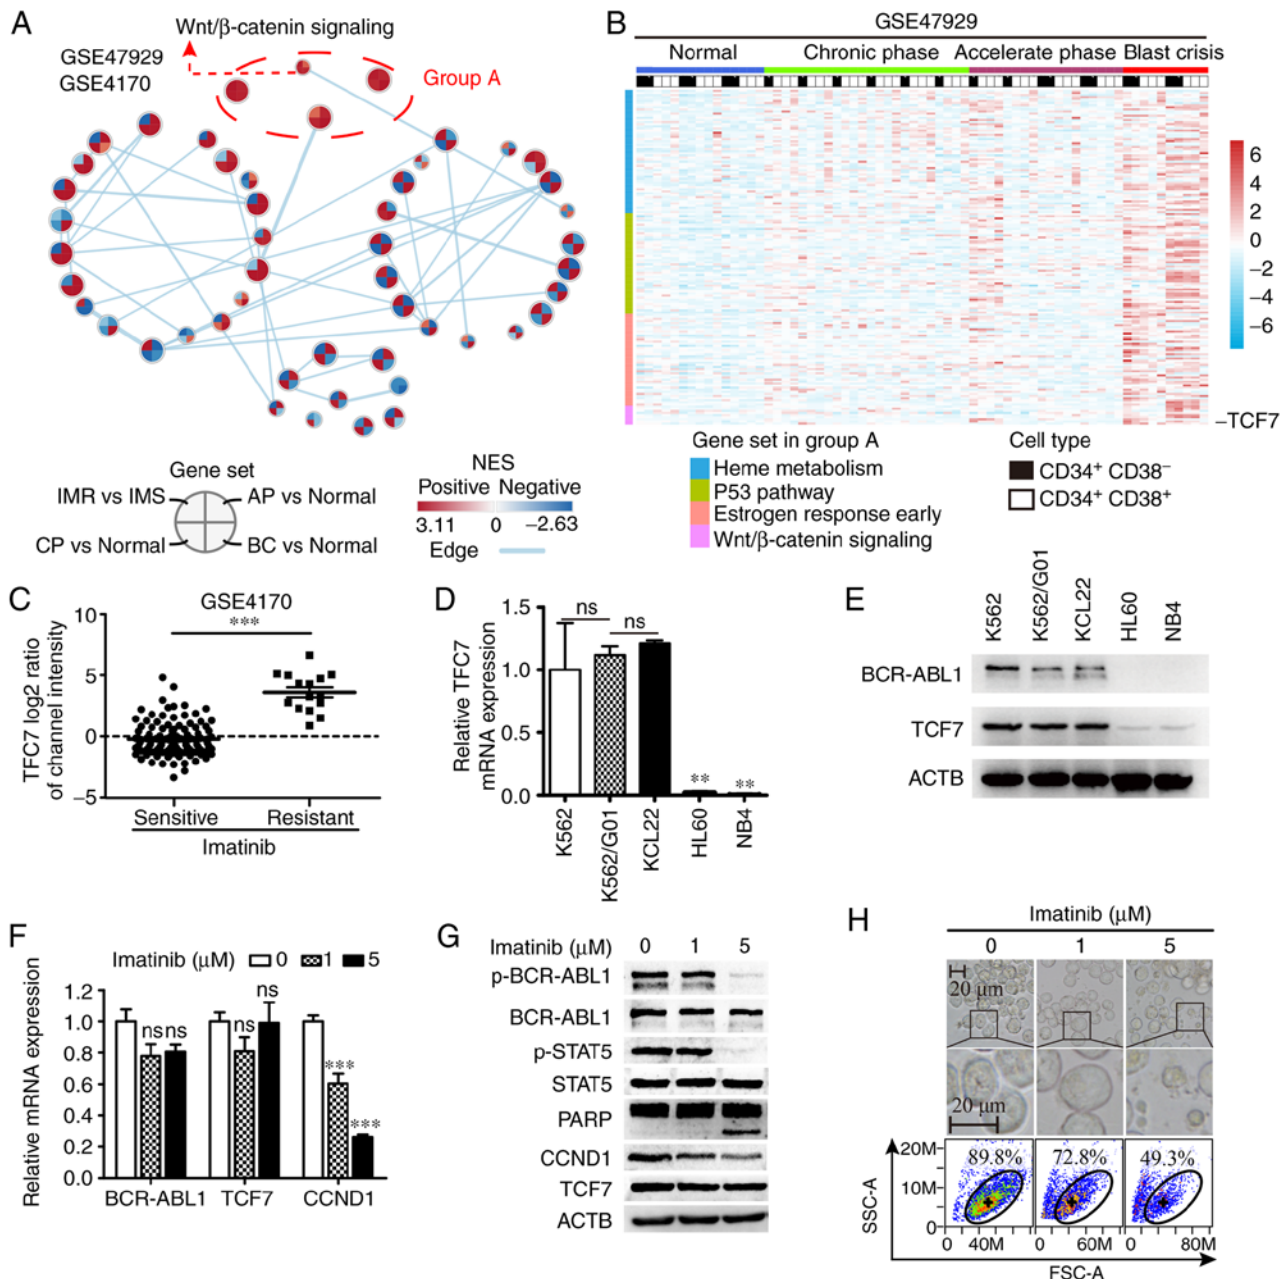 A
Wnt/β-catenin signaling
GSE47929
GSE4170
Group A
Gene set
IMR vs IMS
AP vs Normal
CP vs Normal
BC vs Normal
NES
Positive Negative
3.11 0 −2.63
Edge
B
GSE47929
Normal Chronic phase Accelerate phase Blast crisis
6
4
2
0
−2
−4
−6
−TCF7
Gene set in group A
Heme metabolism
P53 pathway
Estrogen response early
Wnt/β-catenin signaling
Cell type
CD34⁺ CD38⁻
CD34⁺ CD38⁺
C
GSE4170
***
TFC7 log2 ratio
of channel intensity
10
5
0
−5
Sensitive Resistant
Imatinib
D
Relative TFC7
mRNA expression
1.5
1.0
0.5
0.0
ns
ns
** **
K562
K562/G01
KCL22
HL60
NB4
E
K562
K562/G01
KCL22
HL60
NB4
BCR-ABL1
TCF7
ACTB
F
Imatinib (μM) 0 1 5
Relative mRNA expression
1.2
1.0
0.8
0.6
0.4
0.2
0.0
ns ns
ns
ns
***
***
BCR-ABL1 TCF7 CCND1
G
Imatinib (μM) 0 1 5
p-BCR-ABL1
BCR-ABL1
p-STAT5
STAT5
PARP
CCND1
TCF7
ACTB
H
Imatinib (μM)
0 1 5
20 μm
20 μm
20M
10M
0
SSC-A
89.8% 72.8% 49.3%
0 40M 0 60M 0 80M
FSC-A